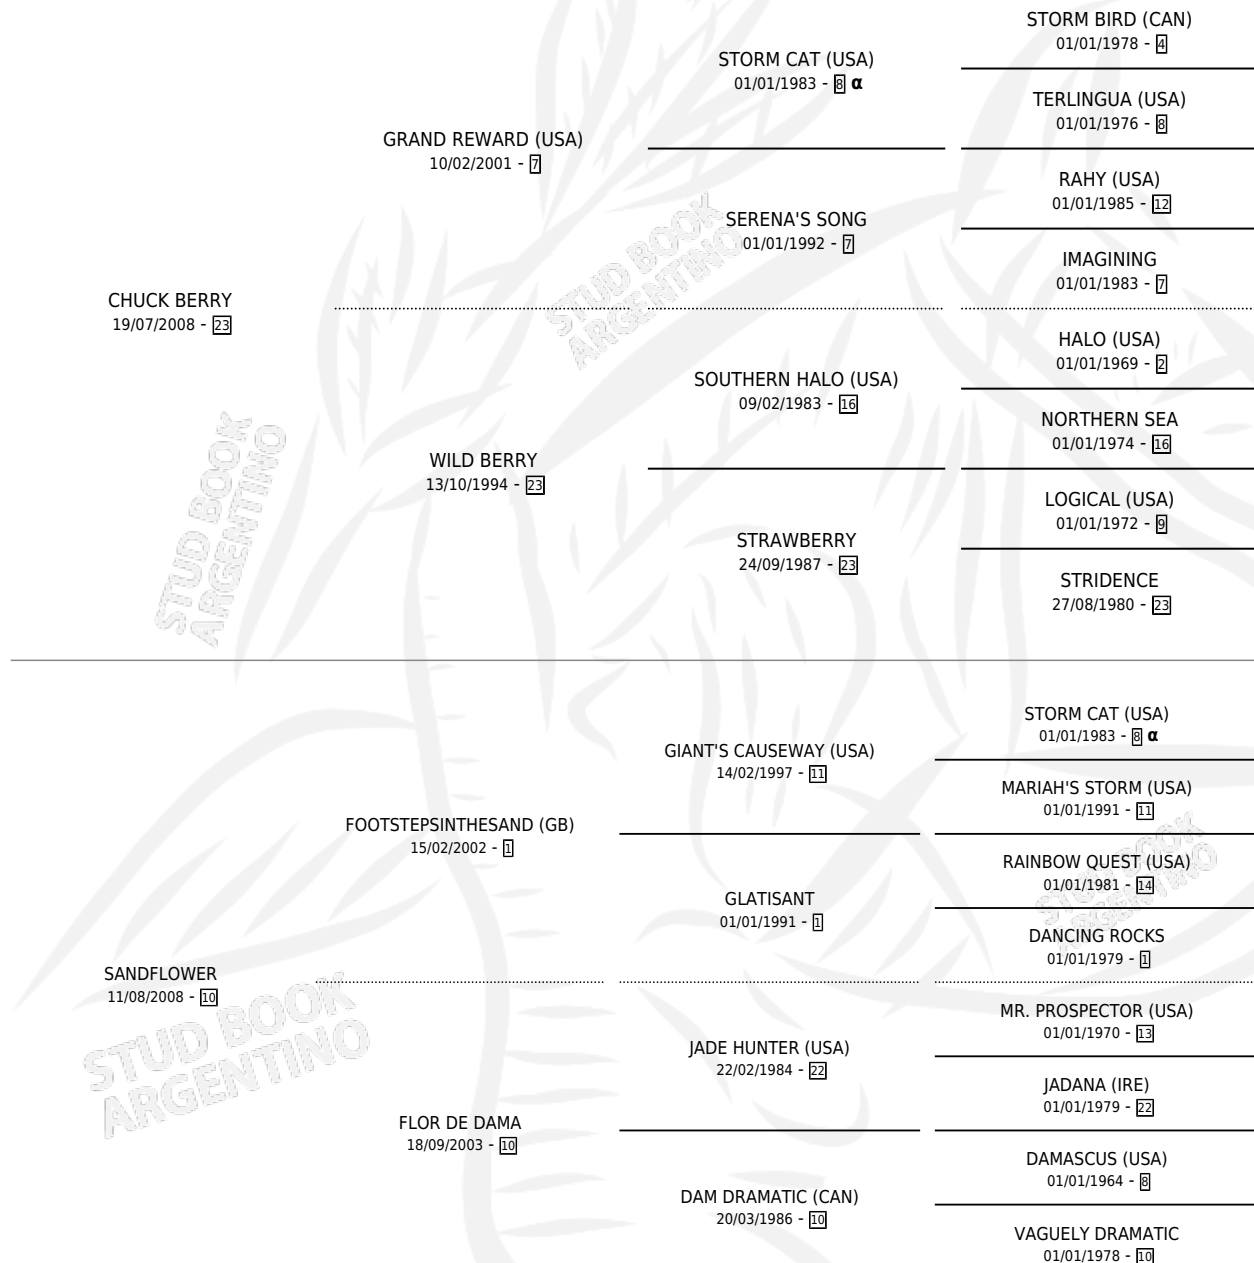 STORM BIRD (CAN)
01/01/1978 - 4
STORM CAT (USA)
01/01/1983 - 8 α
TERLINGUA (USA)
01/01/1976 - 8
GRAND REWARD (USA)
10/02/2001 - 7
RAHY (USA)
01/01/1985 - 12
SERENA'S SONG
01/01/1992 - 7
IMAGINING
01/01/1983 - 7
CHUCK BERRY
19/07/2008 - 23
HALO (USA)
01/01/1969 - 2
SOUTHERN HALO (USA)
09/02/1983 - 16
NORTHERN SEA
01/01/1974 - 16
WILD BERRY
13/10/1994 - 23
LOGICAL (USA)
01/01/1972 - 9
STRAWBERRY
24/09/1987 - 23
STRIDENCE
27/08/1980 - 23
STORM CAT (USA)
01/01/1983 - 8 α
GIANT'S CAUSEWAY (USA)
14/02/1997 - 11
MARIAH'S STORM (USA)
01/01/1991 - 11
FOOTSTEPSINTHESAND (GB)
15/02/2002 - 1
RAINBOW QUEST (USA)
01/01/1981 - 14
GLATISANT
01/01/1991 - 1
DANCING ROCKS
01/01/1979 - 1
SANDFLOWER
11/08/2008 - 10
MR. PROSPECTOR (USA)
01/01/1970 - 13
JADE HUNTER (USA)
22/02/1984 - 22
JADANA (IRE)
01/01/1979 - 22
FLOR DE DAMA
18/09/2003 - 10
DAMASCUS (USA)
01/01/1964 - 8
DAM DRAMATIC (CAN)
20/03/1986 - 10
VAGUELY DRAMATIC
01/01/1978 - 10
STUD BOOK
ARGENTINO
STUD BOOK
ARGENTINO
STUD BOOK
ARGENTINO
STUD BOOK
ARGENTINO